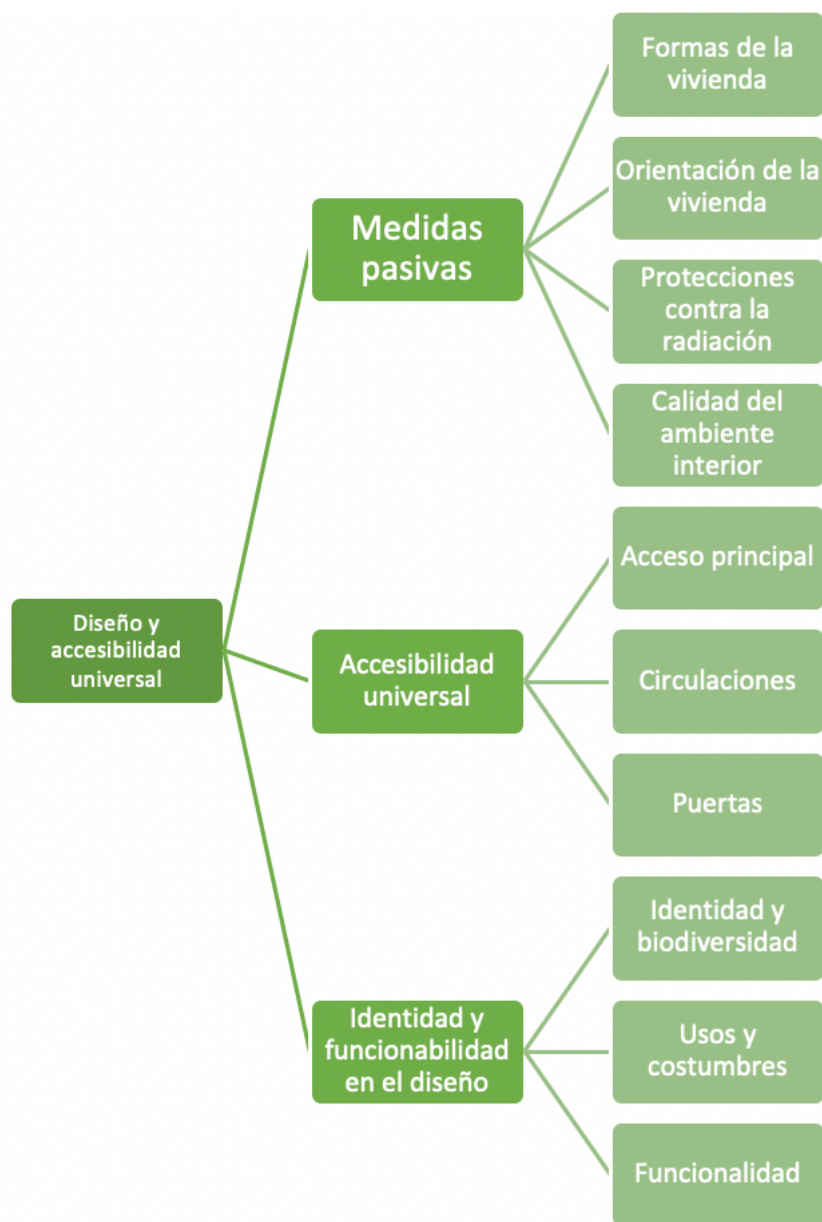 Diseño y
accesibilidad
universal
Medidas
pasivas
Formas de la
vivienda
Orientación de la
vivienda
Protecciones
contra la
radiación
Calidad del
ambiente
interior
Accesibilidad
universal
Acceso principal
Circulaciones
Puertas
Identidad y
funcionabilidad
en el diseño
Identidad y
biodiversidad
Usos y
costumbres
Funcionalidad